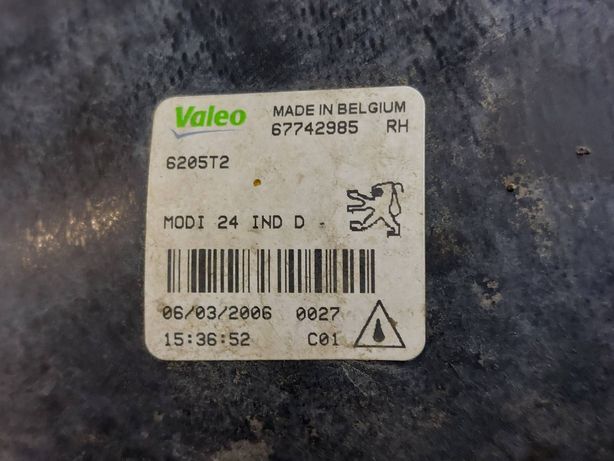 Valeo MADE IN BELGIUM
67742985 RH
6205T2
MODI 24 IND D
06/03/2006 0027
15:36:52 C01